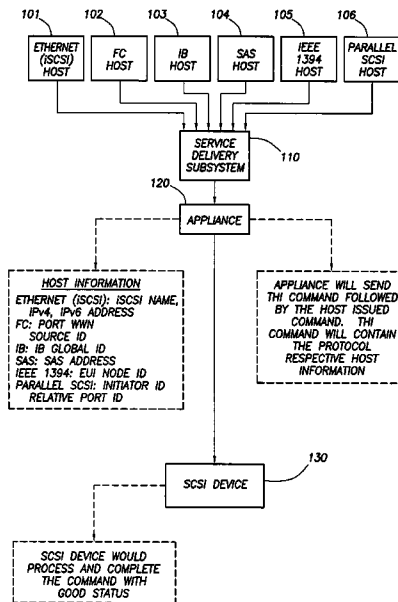 101
102
103
104
105
106
ETHERNET
(iSCSI)
HOST
FC
HOST
IB
HOST
SAS
HOST
IEEE
1394
HOST
PARALLEL
SCSI HOST
110
SERVICE
DELIVERY
SUBSYSTEM
120
APPLIANCE
HOST INFORMATION
ETHERNET (iSCSI): ISCSI NAME,
IPv4, IPv6 ADDRESS
FC: PORT WWN
SOURCE ID
IB: IB GLOBAL ID
SAS: SAS ADDRESS
IEEE 1394: EUI NODE ID
PARALLEL SCSI: INITIATOR ID
RELATIVE PORT ID
APPLIANCE WILL SEND
THI COMMAND FOLLOWED
BY THE HOST ISSUED
COMMAND. THI
COMMAND WILL CONTAIN
THE PROTOCOL
RESPECTIVE HOST
INFORMATION
130
SCSI DEVICE
SCSI DEVICE WOULD
PROCESS AND COMPLETE
THE COMMAND WITH
GOOD STATUS